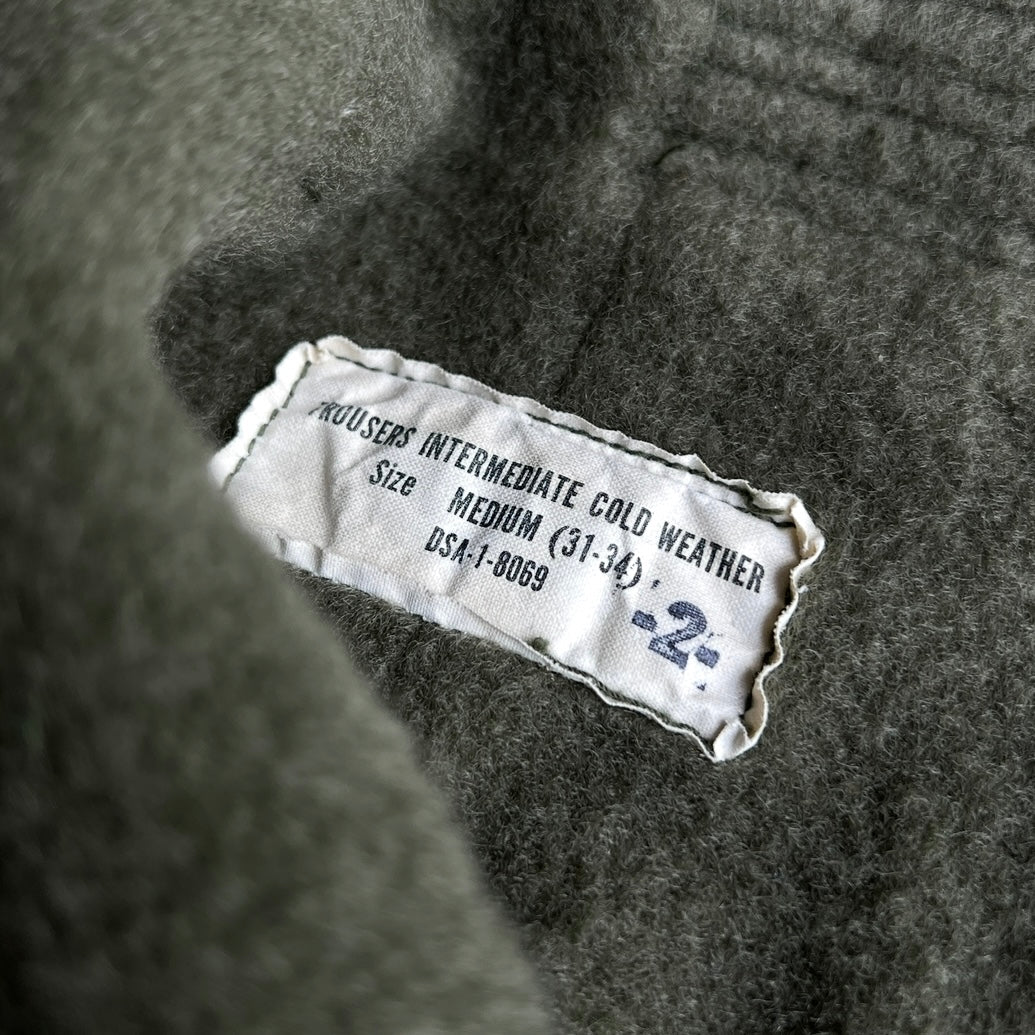 TROUSERS INTERMEDIATE COLD WEATHER
Size MEDIUM (31-34)
DSA-1-8069
-2-